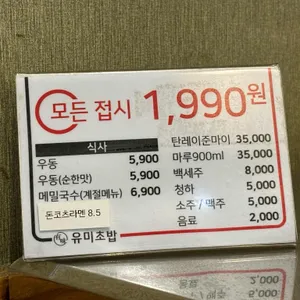 모든 접시 1,990원
식사
우동 5,900
우동(순한맛) 5,900
메밀국수(계절메뉴) 6,900
돈코츠라멘 8.5
탄레이준마이 35,000
마루900ml 35,000
백세주 8,000
청하 5,000
소주 / 맥주 5,000
음료 2,000
유미초밥